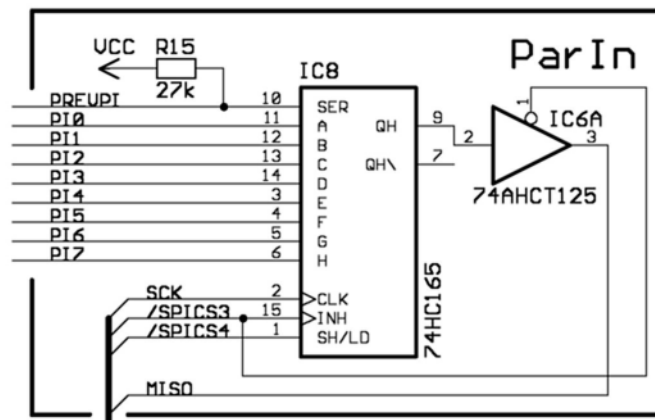 VCC R15 ParIn
27k IC8
PREUPI 10 SER 1 IC6A
PI0 11 A QH 9 2 3
PI1 12 B
PI2 13 C QH\ 7
PI3 14 D 74AHCT125
PI4 3 E
PI5 4 F
PI6 5 G
PI7 6 H
SCK 2 CLK
/SPICS3 15 INH
/SPICS4 1 SH/LD
74HC165
MISO